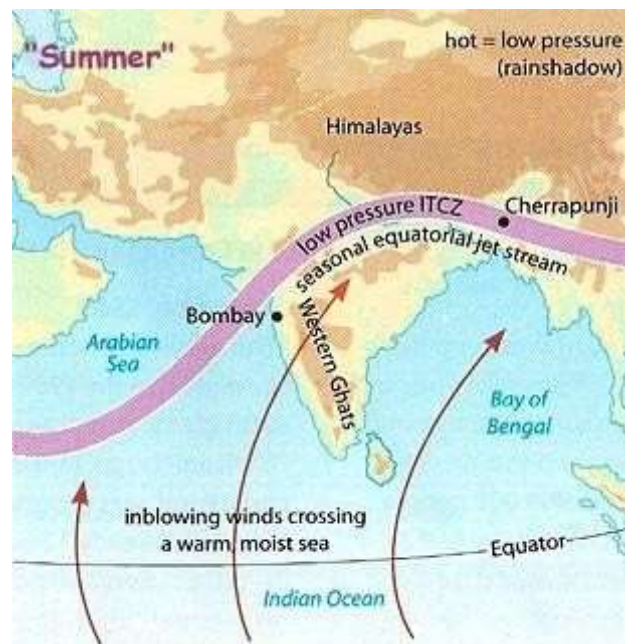 "Summer"
hot = low pressure
(rainshadow)
Himalayas
low pressure ITCZ
Cherrapunji
seasonal equatorial jet stream
Bombay
Western Ghats
Arabian
Sea
Bay of
Bengal
inblowing winds crossing
a warm, moist sea
Equator
Indian Ocean